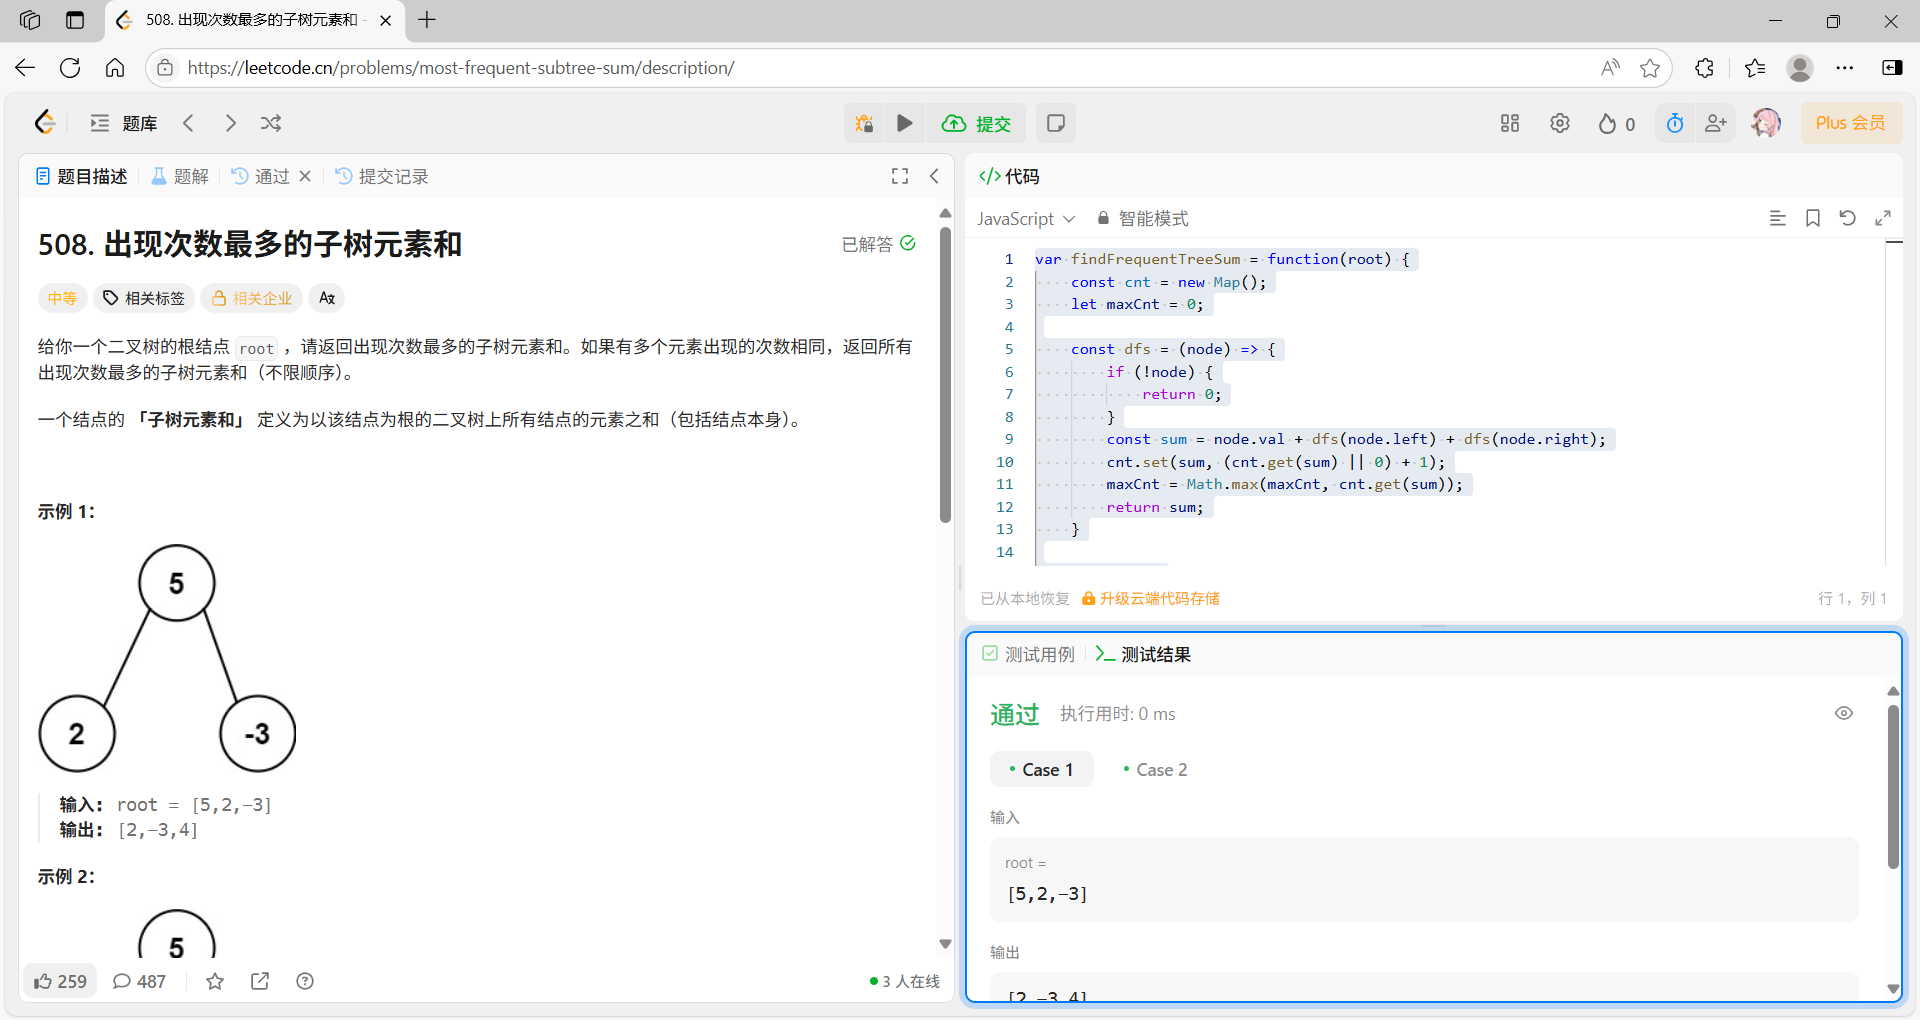 508. 出现次数最多的子树元素和 -
https://leetcode.cn/problems/most-frequent-subtree-sum/description/
题库
提交
0
Plus 会员
题目描述
题解
通过
提交记录
508. 出现次数最多的子树元素和
已解答
中等
相关标签
相关企业
给你一个二叉树的根结点 root ，请返回出现次数最多的子树元素和。如果有多个元素出现的次数相同，返回所有
出现次数最多的子树元素和（不限顺序）。
一个结点的 「子树元素和」 定义为以该结点为根的二叉树上所有结点的元素之和（包括结点本身）。
示例 1：
5
2
-3
输入: root = [5,2,-3]
输出: [2,-3,4]
示例 2：
5
259
487
3 人在线
代码
JavaScript
智能模式
1 var findFrequentTreeSum = function(root) {
2 const cnt = new Map();
3 let maxCnt = 0;
4
5 const dfs = (node) => {
6 if (!node) {
7 return 0;
8 }
9 const sum = node.val + dfs(node.left) + dfs(node.right);
10 cnt.set(sum, (cnt.get(sum) || 0) + 1);
11 maxCnt = Math.max(maxCnt, cnt.get(sum));
12 return sum;
13 }
14
已从本地恢复
升级云端代码存储
行 1，列 1
测试用例
测试结果
通过
执行用时: 0 ms
Case 1
Case 2
输入
root =
[5,2,-3]
输出
[2,-3,4]